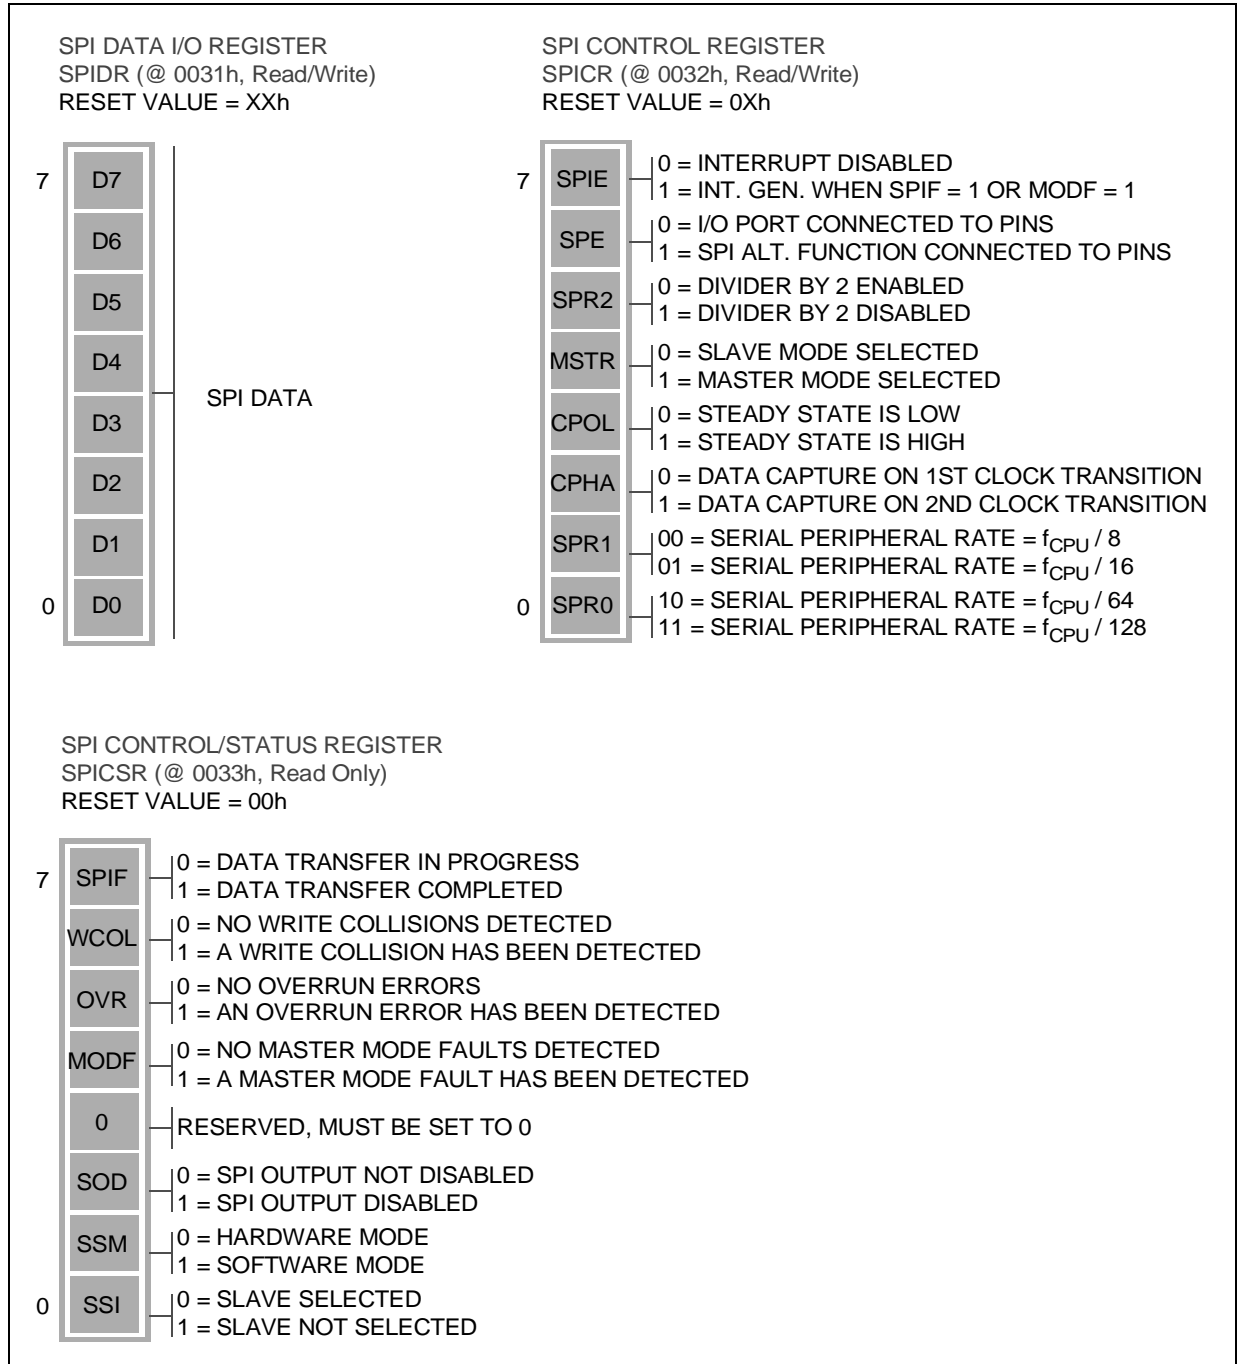 SPI DATA I/O REGISTER
SPIDR (@ 0031h, Read/Write)
RESET VALUE = XXh
7
D7
D6
D5
D4
D3
D2
D1
0
D0
SPI DATA
SPI CONTROL REGISTER
SPICR (@ 0032h, Read/Write)
RESET VALUE = 0Xh
7
SPIE
0 = INTERRUPT DISABLED
1 = INT. GEN. WHEN SPIF = 1 OR MODF = 1
SPE
0 = I/O PORT CONNECTED TO PINS
1 = SPI ALT. FUNCTION CONNECTED TO PINS
SPR2
0 = DIVIDER BY 2 ENABLED
1 = DIVIDER BY 2 DISABLED
MSTR
0 = SLAVE MODE SELECTED
1 = MASTER MODE SELECTED
CPOL
0 = STEADY STATE IS LOW
1 = STEADY STATE IS HIGH
CPHA
0 = DATA CAPTURE ON 1ST CLOCK TRANSITION
1 = DATA CAPTURE ON 2ND CLOCK TRANSITION
SPR1
00 = SERIAL PERIPHERAL RATE = fCPU / 8
01 = SERIAL PERIPHERAL RATE = fCPU / 16
0
SPR0
10 = SERIAL PERIPHERAL RATE = fCPU / 64
11 = SERIAL PERIPHERAL RATE = fCPU / 128
SPI CONTROL/STATUS REGISTER
SPICSR (@ 0033h, Read Only)
RESET VALUE = 00h
7
SPIF
0 = DATA TRANSFER IN PROGRESS
1 = DATA TRANSFER COMPLETED
WCOL
0 = NO WRITE COLLISIONS DETECTED
1 = A WRITE COLLISION HAS BEEN DETECTED
OVR
0 = NO OVERRUN ERRORS
1 = AN OVERRUN ERROR HAS BEEN DETECTED
MODF
0 = NO MASTER MODE FAULTS DETECTED
1 = A MASTER MODE FAULT HAS BEEN DETECTED
0
RESERVED, MUST BE SET TO 0
SOD
0 = SPI OUTPUT NOT DISABLED
1 = SPI OUTPUT DISABLED
SSM
0 = HARDWARE MODE
1 = SOFTWARE MODE
0
SSI
0 = SLAVE SELECTED
1 = SLAVE NOT SELECTED